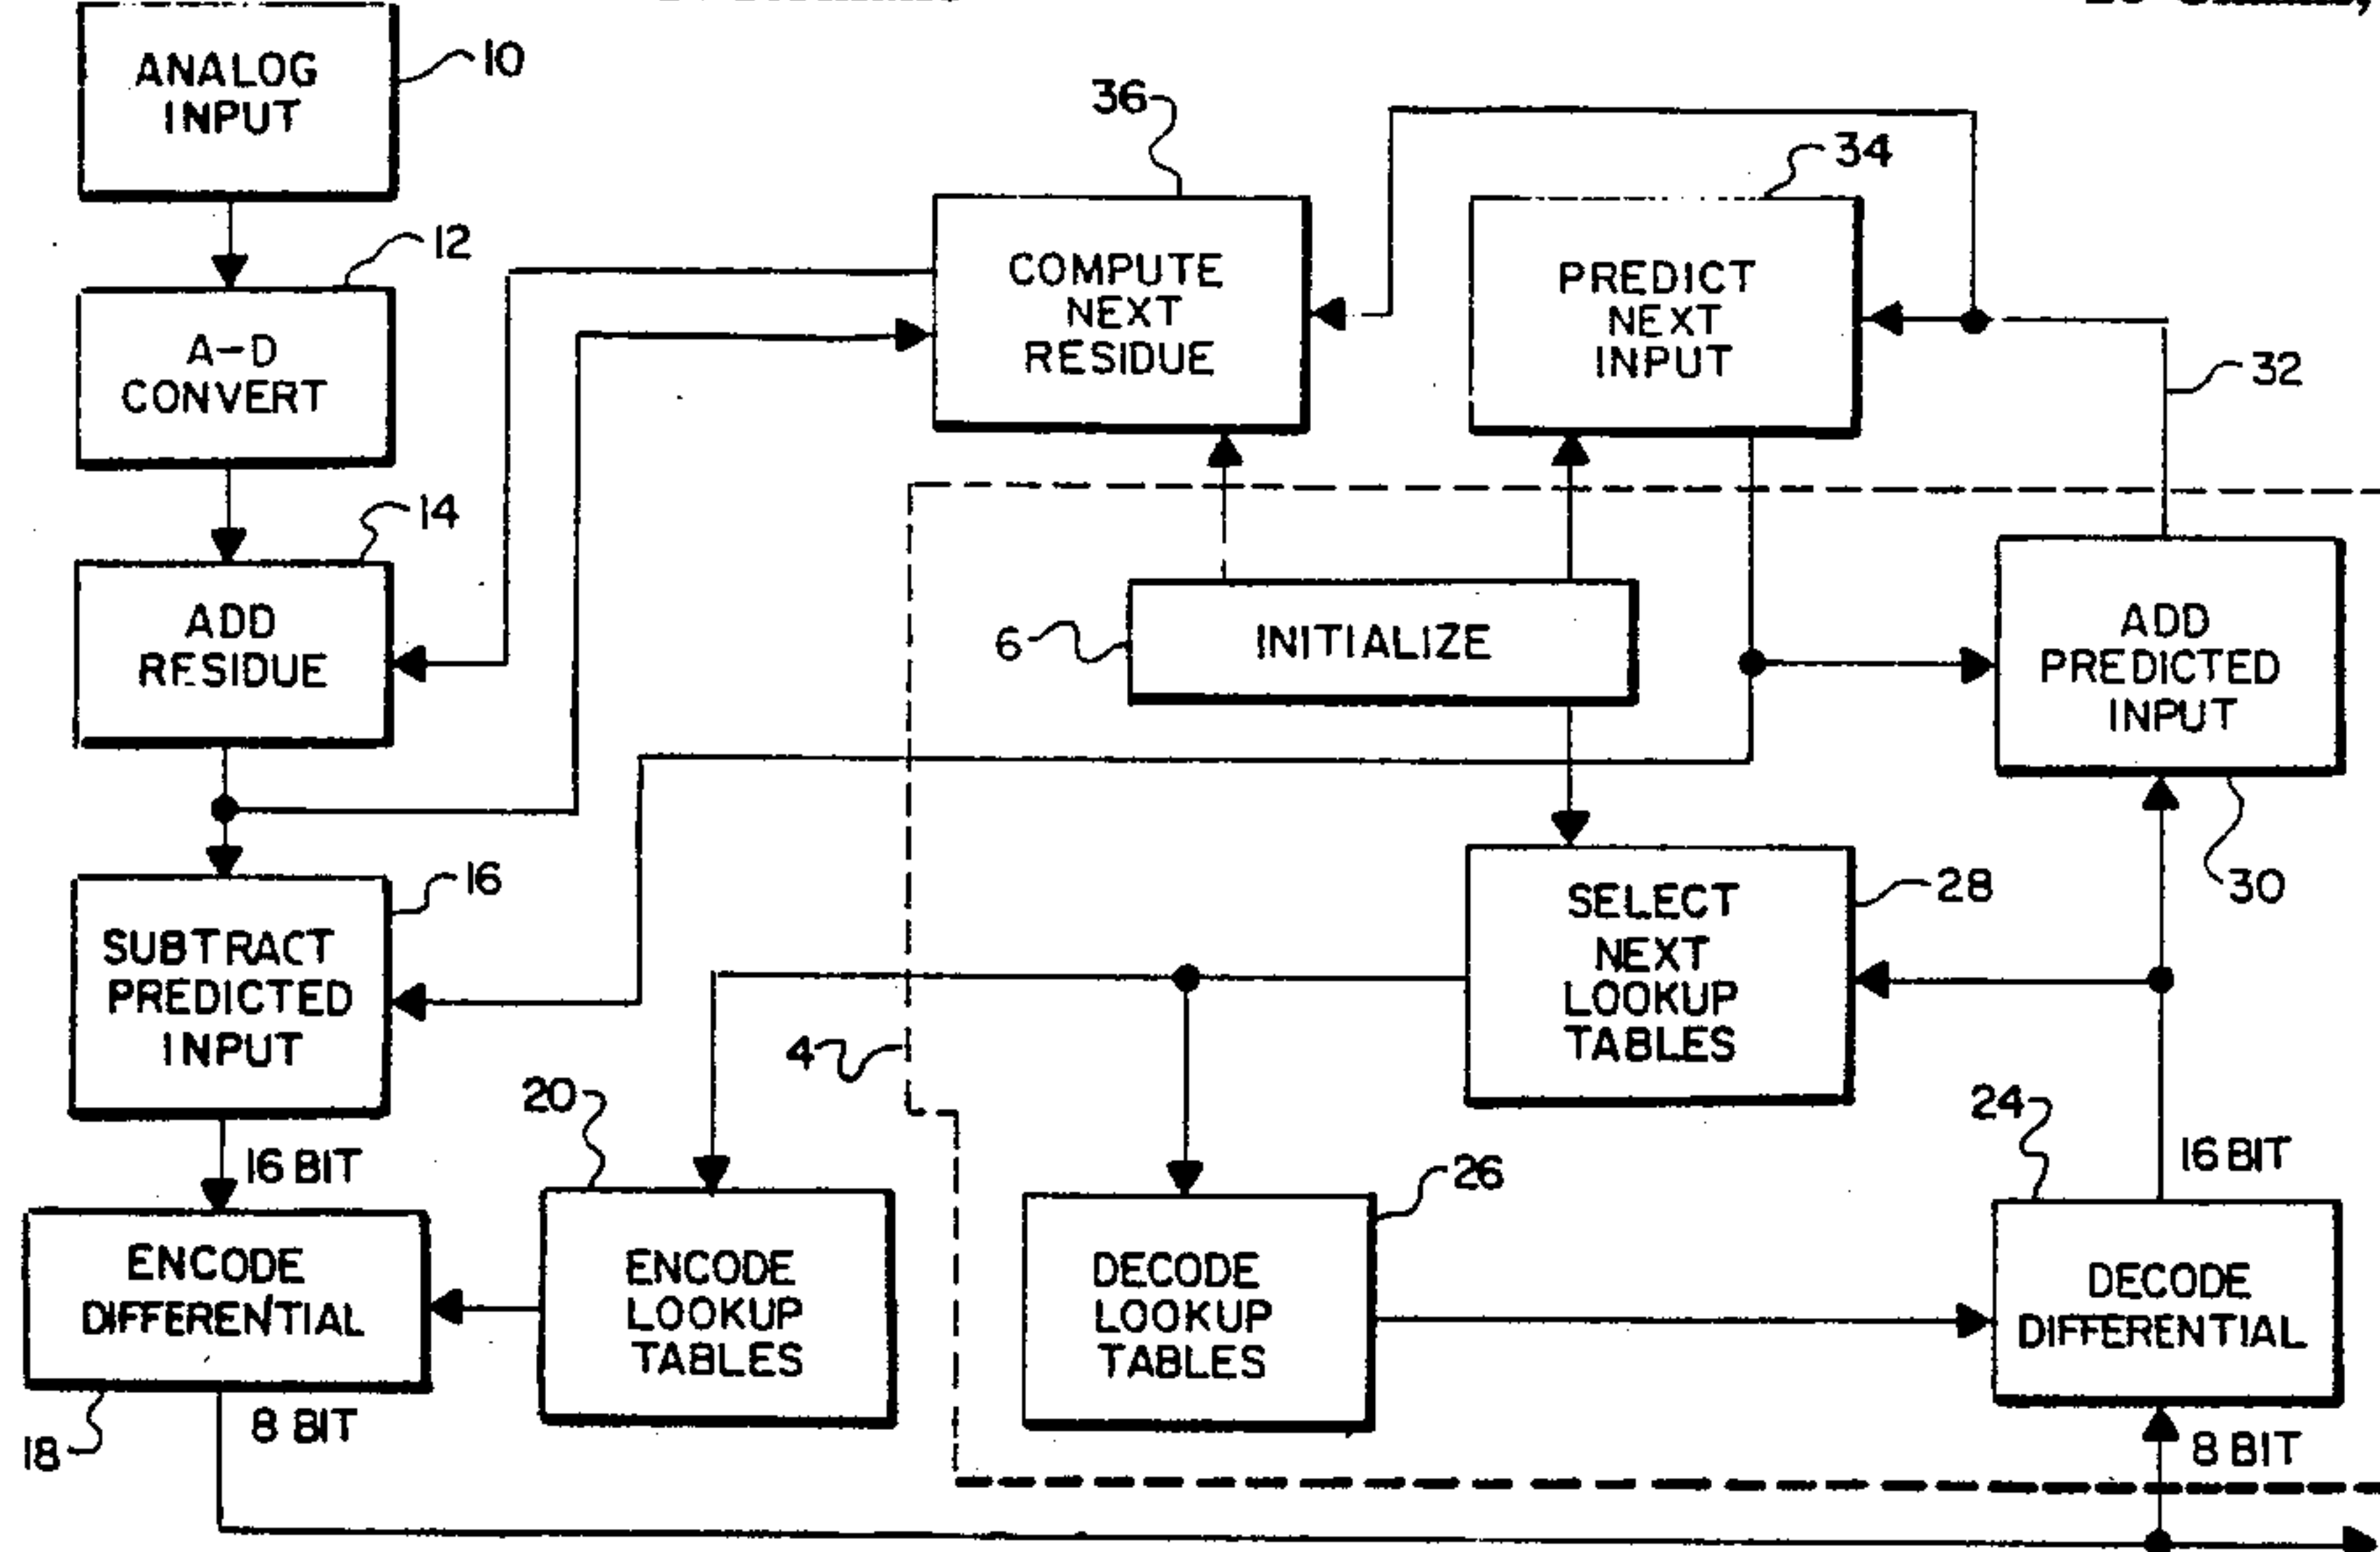 ANALOG
INPUT
10
12
A-D
CONVERT
14
ADD
RESIDUE
16
SUBTRACT
PREDICTED
INPUT
16 BIT
ENCODE
DIFFERENTIAL
18
8 BIT
20
ENCODE
LOOKUP
TABLES
36
COMPUTE
NEXT
RESIDUE
34
PREDICT
NEXT
INPUT
32
6
INITIALIZE
ADD
PREDICTED
INPUT
30
SELECT
NEXT
LOOKUP
TABLES
28
4
26
DECODE
LOOKUP
TABLES
24
16 BIT
DECODE
DIFFERENTIAL
8 BIT